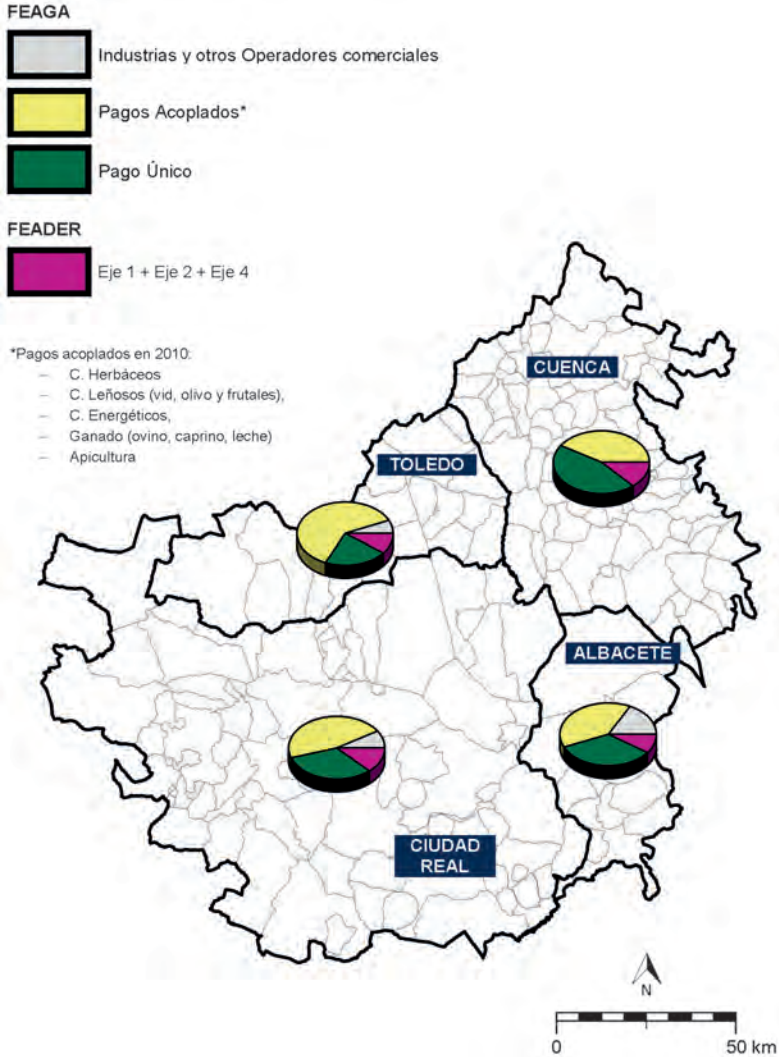 FEAGA
Industrias y otros Operadores comerciales
Pagos Acoplados*
Pago Único
FEADER
Eje 1 + Eje 2 + Eje 4
*Pagos acoplados en 2010:
– C. Herbáceos
– C. Leñosos (vid, olivo y frutales),
– C. Energéticos,
– Ganado (ovino, caprino, leche)
– Apicultura
CUENCA
TOLEDO
ALBACETE
CIUDAD
REAL
N
0 50 km